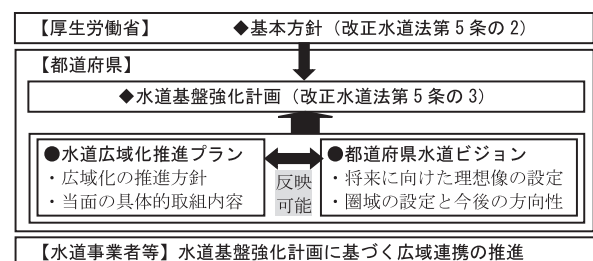 【厚生労働省】 ◆基本方針（改正水道法第5条の2）
【都道府県】
◆水道基盤強化計画（改正水道法第5条の3）
●水道広域化推進プラン
・広域化の推進方針
・当面の具体的取組内容
反映
可能
●都道府県水道ビジョン
・将来に向けた理想像の設定
・圏域の設定と今後の方向性
【水道事業者等】水道基盤強化計画に基づく広域連携の推進